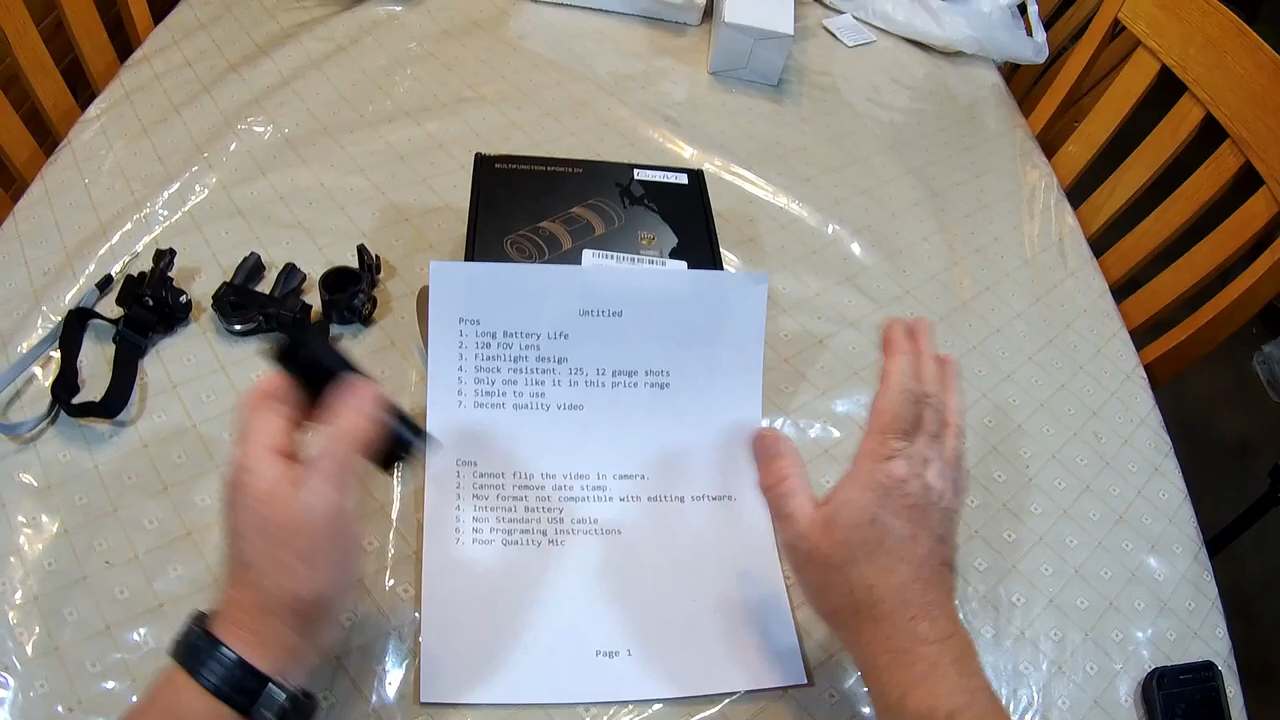 MULTIFUNCTION SPORTS DV
Untitled
Pros
1. Long Battery Life
2. 120 FOV Lens
3. Flashlight design
4. Shock resistant. 125, 12 gauge shots
5. Only one like it in this price range
6. Simple to use
7. Decent quality video
Cons
1. Cannot flip the video in camera.
2. Cannot remove date stamp.
3. Mov format not compatible with editing software.
4. Internal Battery
5. Non Standard USB cable
6. No Programing instructions
7. Poor Quality Mic
Page 1